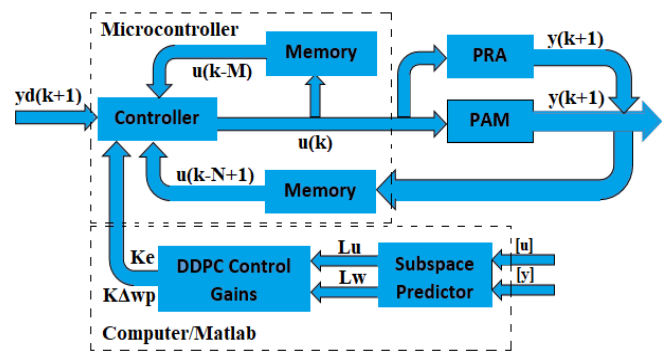 Microcontroller
Memory
u(k-M)
PRA
y(k+1)
yd(k+1)
Controller
u(k)
PAM
y(k+1)
u(k-N+1)
Memory
Ke
KΔwp
DDPC Control
Gains
Lu
Lw
Subspace
Predictor
[u]
[y]
Computer/Matlab